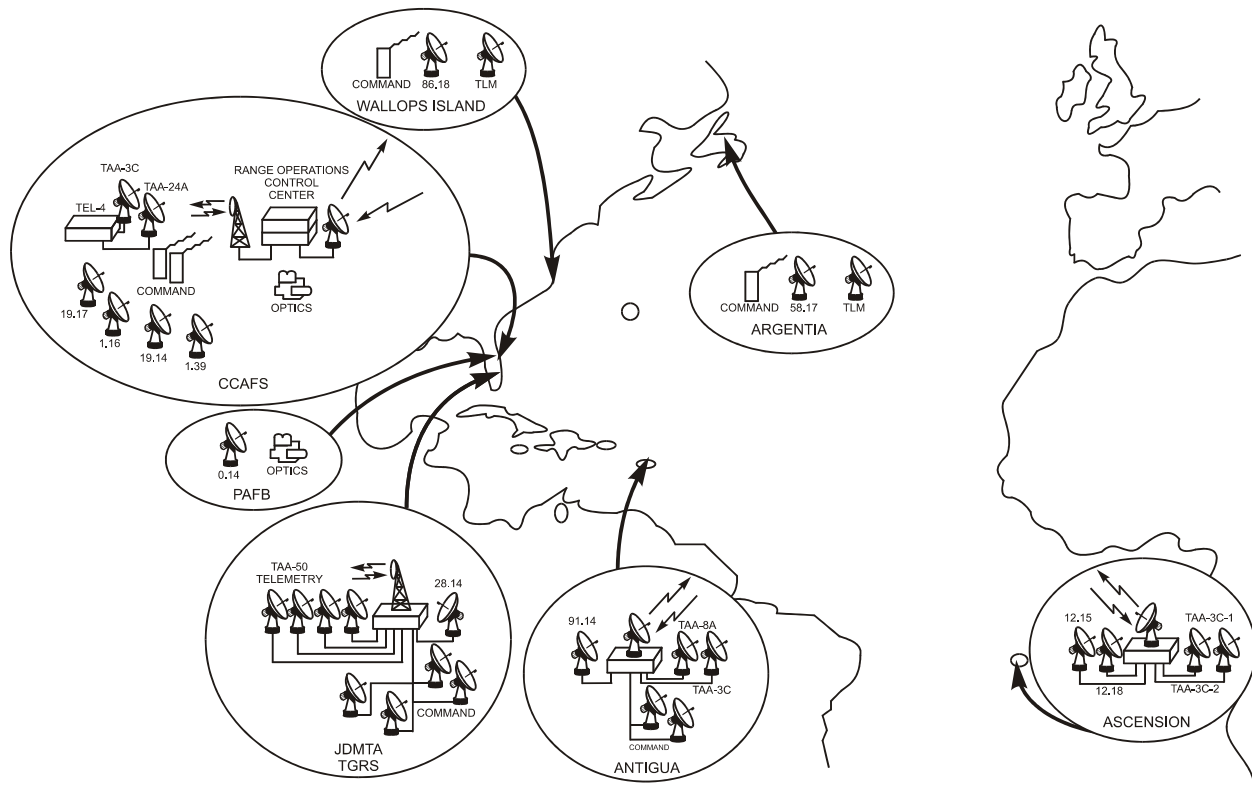 COMMAND
86.18
TLM
WALLOPS ISLAND
TAA-3C
TAA-24A
TEL-4
RANGE OPERATIONS
CONTROL
CENTER
COMMAND
OPTICS
19.17
1.16
19.14
1.39
CCAFS
COMMAND
58.17
TLM
ARGENTIA
0.14
OPTICS
PAFB
TAA-50
TELEMETRY
28.14
COMMAND
JDMTA
TGRS
91.14
TAA-8A
TAA-3C
COMMAND
ANTIGUA
12.15
TAA-3C-1
12.18
TAA-3C-2
ASCENSION